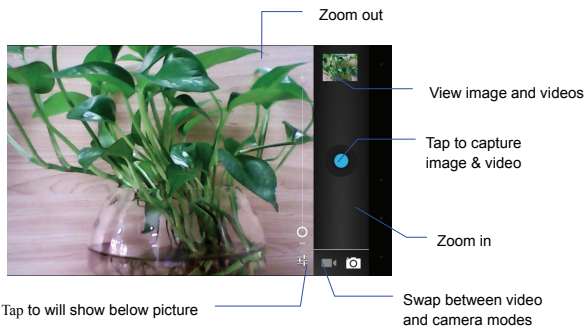 Zoom out
View image and videos
Tap to capture
image & video
Zoom in
Tap to will show below picture
Swap between video
and camera modes